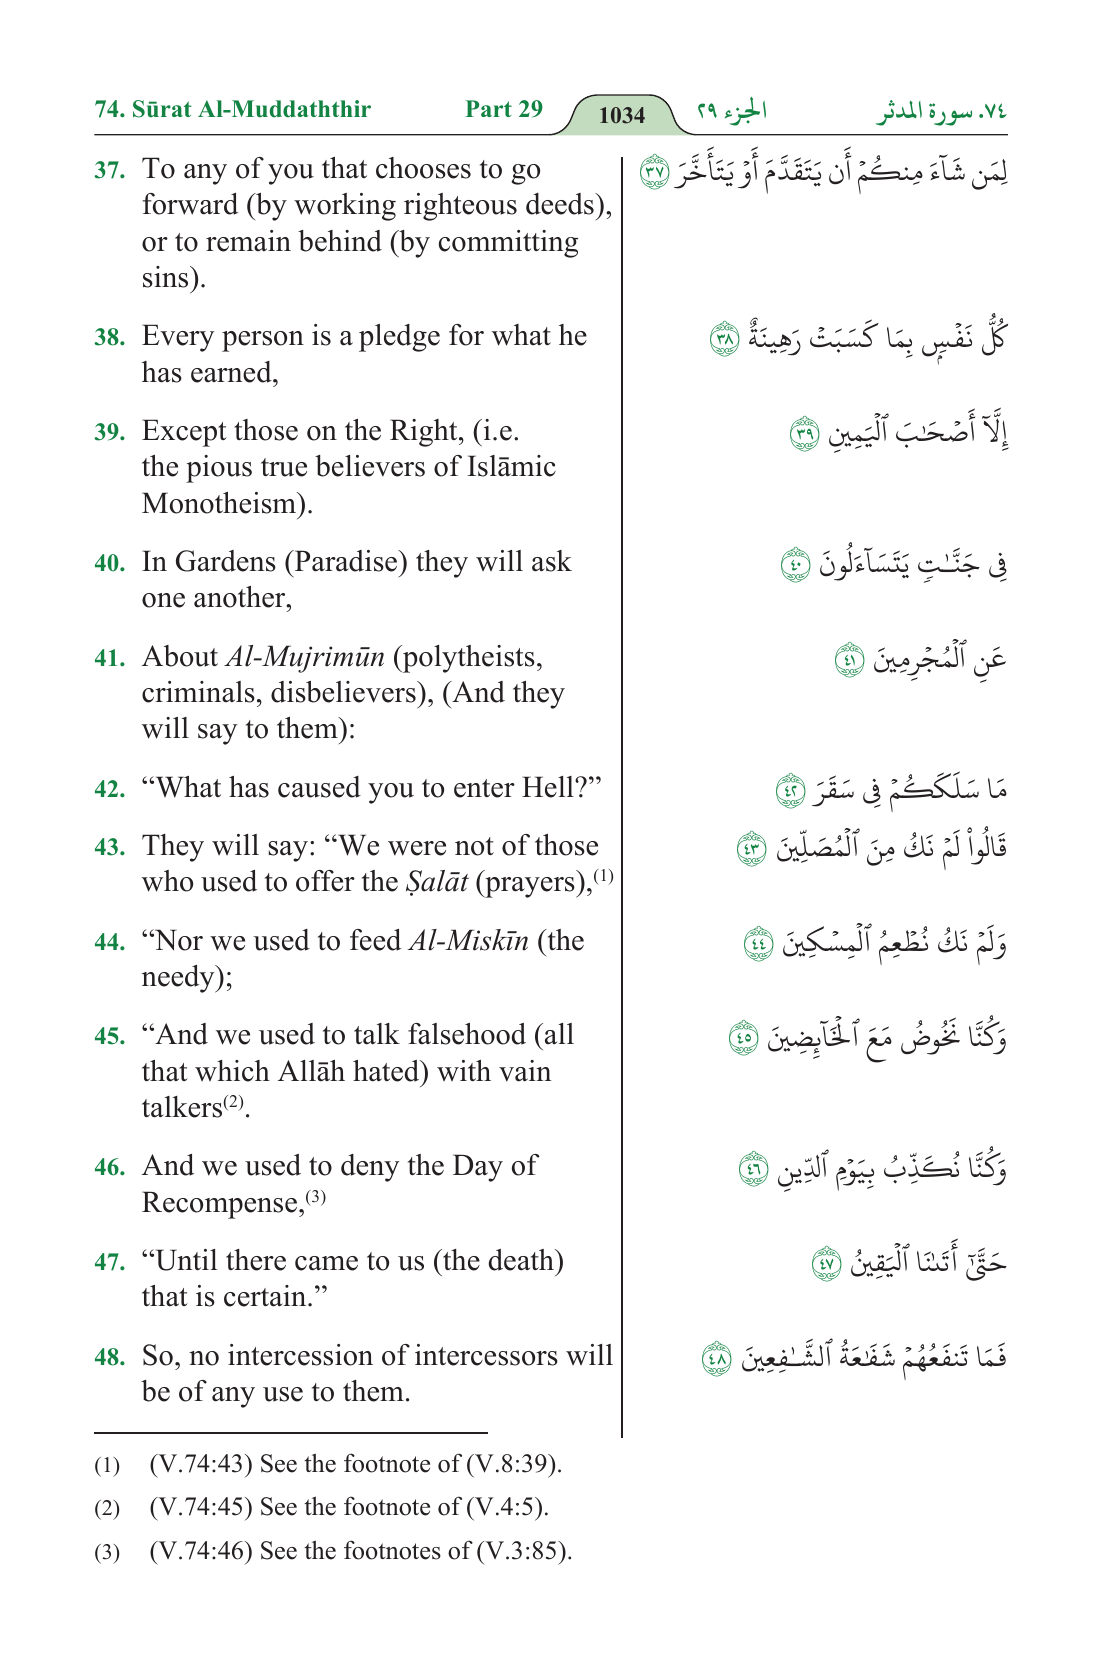 74. Sūrat Al-Muddaththir Part 29 1034 الجزء ٢٩ ٧٤. سورة المدثر
37. To any of you that chooses to go
forward (by working righteous deeds),
or to remain behind (by committing
sins).
لِمَن شَآءَ مِنكُمْ أَن يَتَقَدَّمَ أَوْ يَتَأَخَّرَ ٣٧
38. Every person is a pledge for what he
has earned,
كُلُّ نَفْسٍۭ بِمَا كَسَبَتْ رَهِينَةٌ ٣٨
39. Except those on the Right, (i.e.
the pious true believers of Islāmic
Monotheism).
إِلَّآ أَصْحَٰبَ ٱلْيَمِينِ ٣٩
40. In Gardens (Paradise) they will ask
one another,
فِى جَنَّٰتٍ يَتَسَآءَلُونَ ٤٠
41. About Al-Mujrimūn (polytheists,
criminals, disbelievers), (And they
will say to them):
عَنِ ٱلْمُجْرِمِينَ ٤١
42. “What has caused you to enter Hell?”
مَا سَلَكَكُمْ فِى سَقَرَ ٤٢
43. They will say: “We were not of those
who used to offer the Ṣalāt (prayers),(1)
قَالُوا۟ لَمْ نَكُ مِنَ ٱلْمُصَلِّينَ ٤٣
44. “Nor we used to feed Al-Miskīn (the
needy);
وَلَمْ نَكُ نُطْعِمُ ٱلْمِسْكِينَ ٤٤
45. “And we used to talk falsehood (all
that which Allāh hated) with vain
talkers(2).
وَكُنَّا نَخُوضُ مَعَ ٱلْخَآئِضِينَ ٤٥
46. And we used to deny the Day of
Recompense,(3)
وَكُنَّا نُكَذِّبُ بِيَوْمِ ٱلدِّينِ ٤٦
47. “Until there came to us (the death)
that is certain.”
حَتَّىٰٓ أَتَىٰنَا ٱلْيَقِينُ ٤٧
48. So, no intercession of intercessors will
be of any use to them.
فَمَا تَنفَعُهُمْ شَفَٰعَةُ ٱلشَّٰفِعِينَ ٤٨
(1) (V.74:43) See the footnote of (V.8:39).
(2) (V.74:45) See the footnote of (V.4:5).
(3) (V.74:46) See the footnotes of (V.3:85).